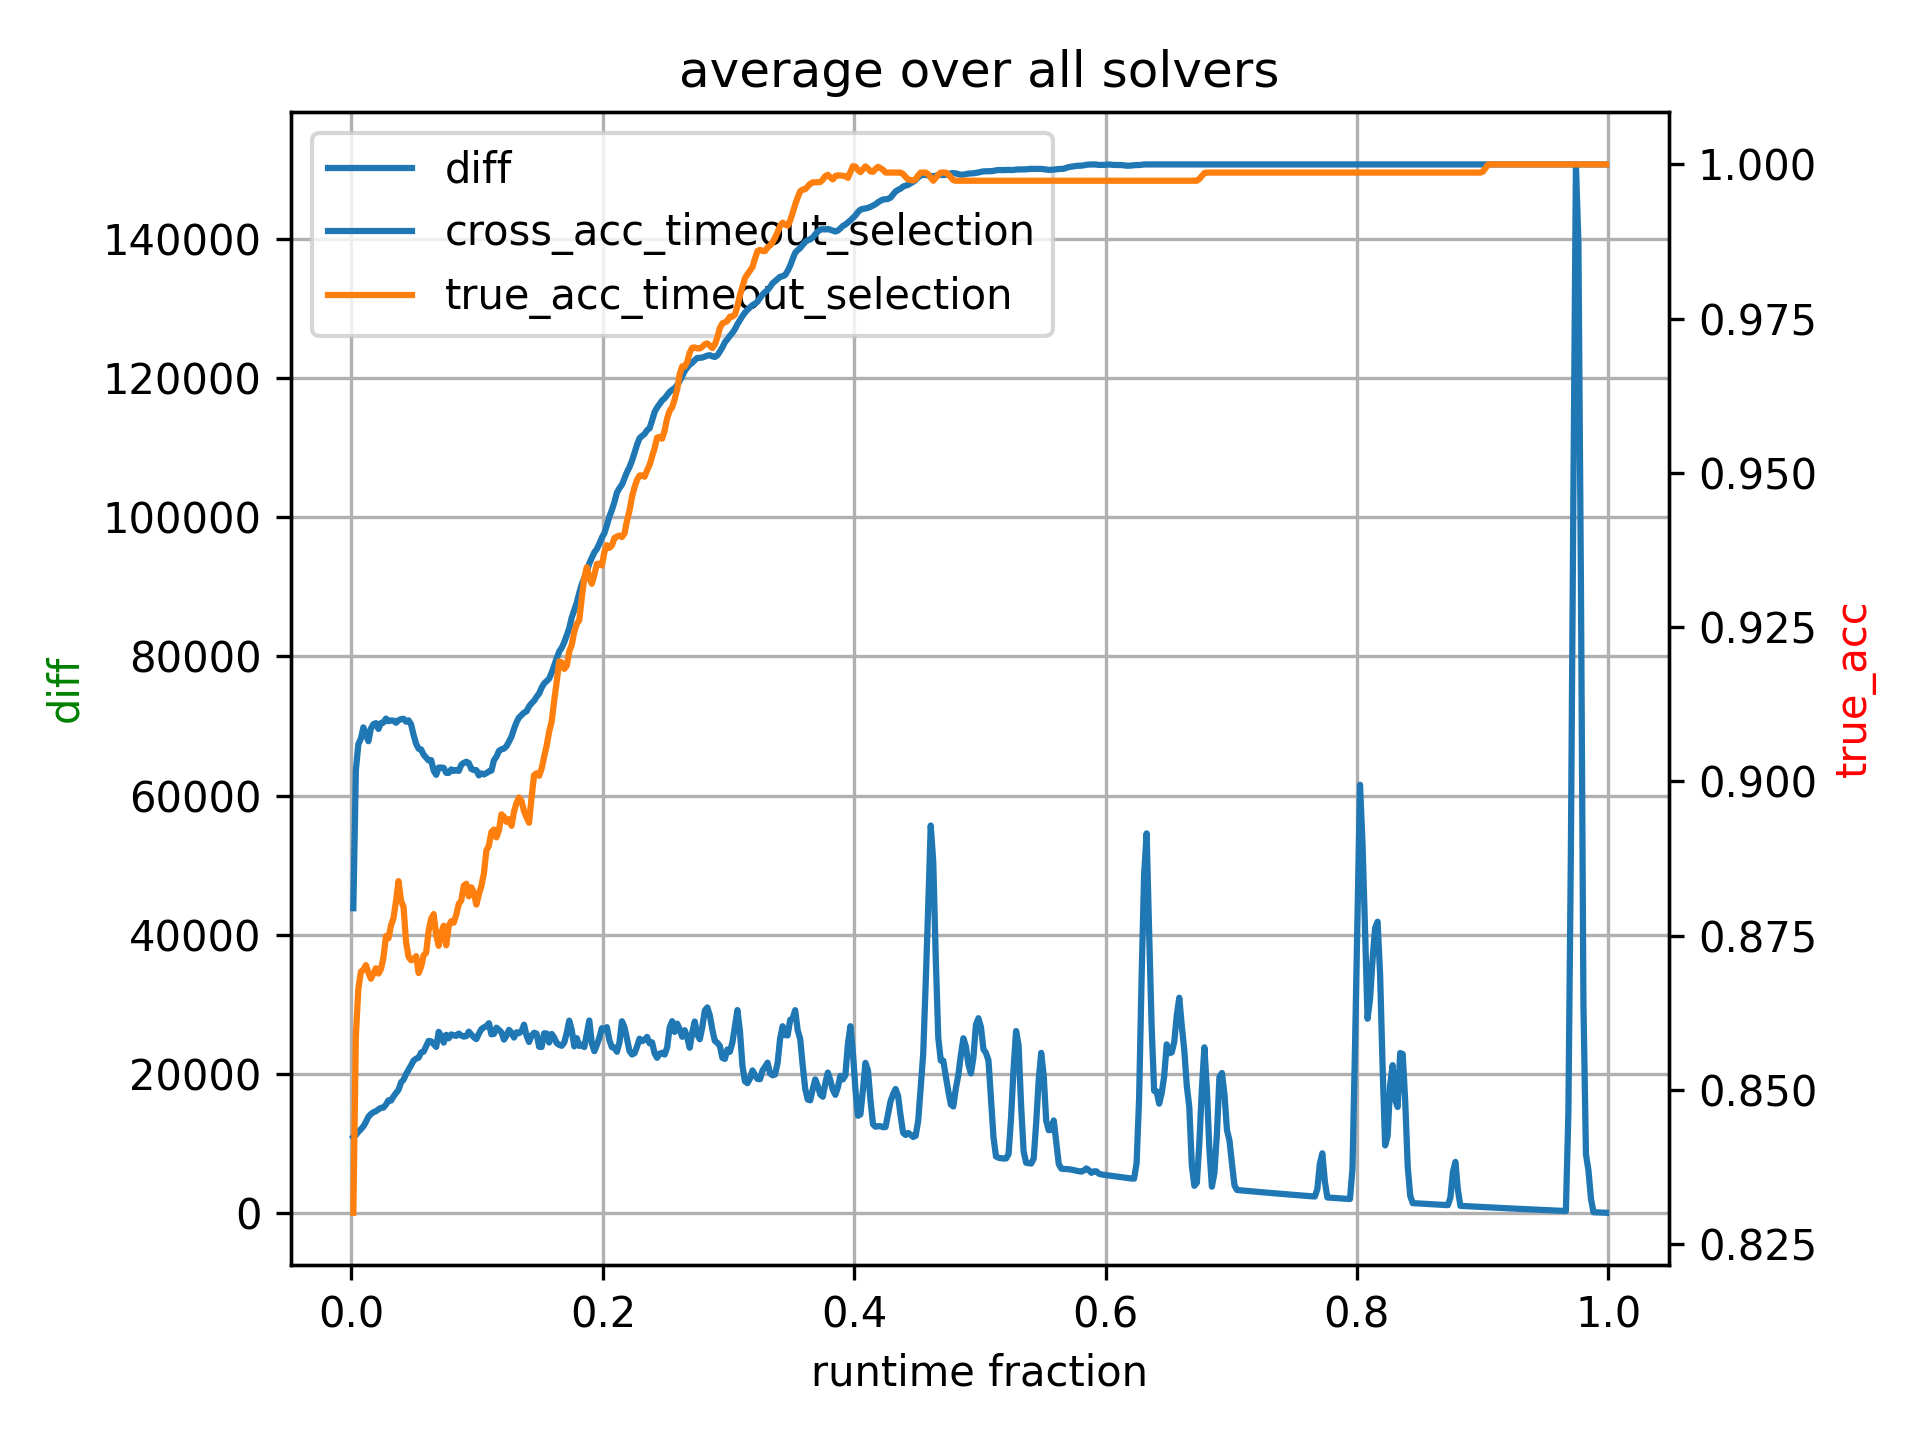 average over all solvers
diff
cross_acc_timeout_selection
true_acc_timeout_selection
140000
120000
100000
80000
60000
40000
20000
0
diff
1.000
0.975
0.950
0.925
0.900
0.875
0.850
0.825
true_acc
0.0 0.2 0.4 0.6 0.8 1.0
runtime fraction